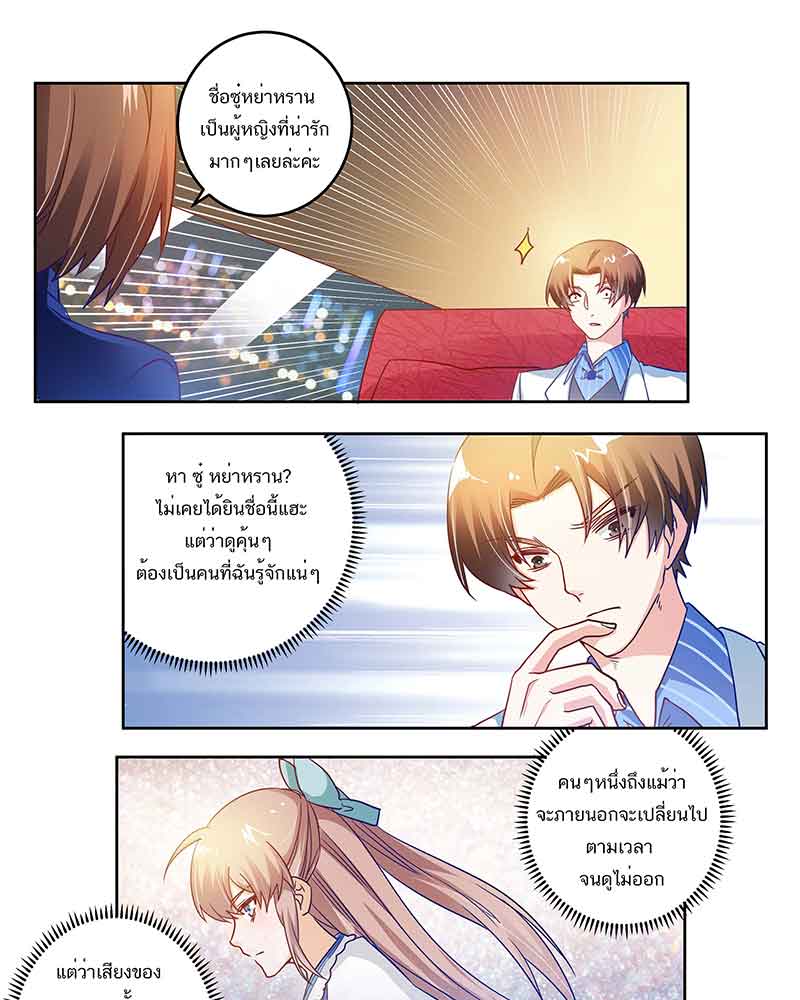 ชื่อซู่หย่าหราน
เป็นผู้หญิงที่น่ารัก
มากๆเลยล่ะค่ะ
หา ซู่ หย่าหราน?
ไม่เคยได้ยินชื่อนี้แฮะ
แต่ว่าดูคุ้นๆ
ต้องเป็นคนที่ฉันรู้จักแน่ๆ
คนๆหนึ่งถึงแม้ว่า
จะภายนอกจะเปลี่ยนไป
ตามเวลา
จนดูไม่ออก
แต่ว่าเสียงของ